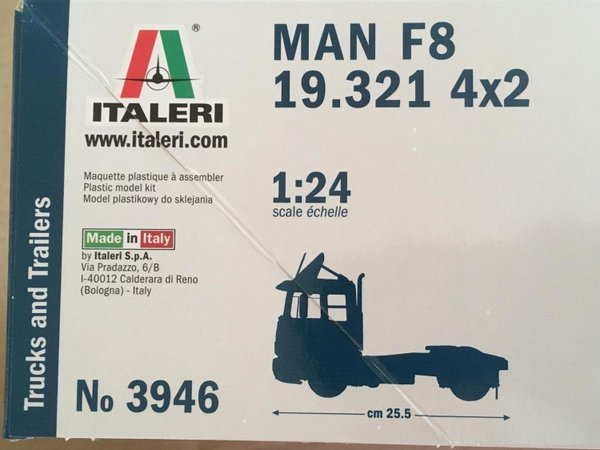 MAN F8
19.321 4x2
®
ITALERI
www.italeri.com
Maquette plastique à assembler
Plastic model kit
Model plastikowy do sklejania
1:24
scale échelle
Made in Italy
by Italeri S.p.A.
Via Pradazzo, 6/B
I-40012 Calderara di Reno
(Bologna) - Italy
Trucks and Trailers
No 3946
cm 25.5